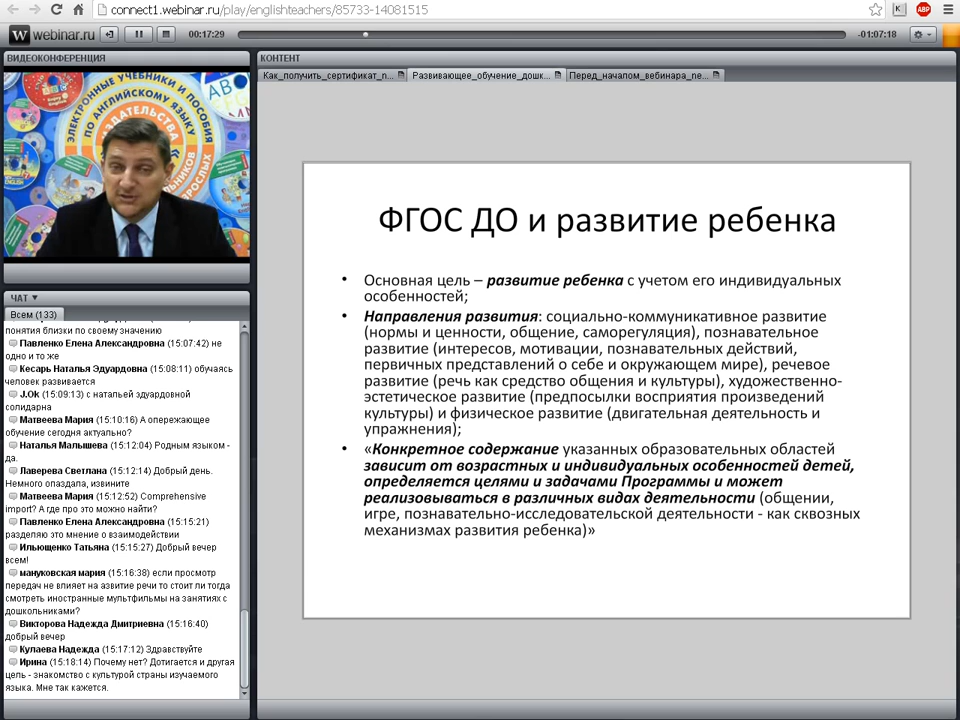 connect1.webinar.ru/play/englishteachers/85733-14081515
webinar.ru
00:17:29
-01:07:18
ВИДЕОКОНФЕРЕНЦИЯ
ЭЛЕКТРОННЫЕ УЧЕБНИКИ И ПОСОБИЯ
ПО АНГЛИЙСКОМУ ЯЗЫКУ
ИЗДАТЕЛЬСТВА
ЧАТ
Всем (133)
понятия близки по своему значению
Павленко Елена Александровна (15:07:42) не
одно и то же
Кесарь Наталья Эдуардовна (15:08:11) обучаясь
человек развивается
J.Ok (15:09:13) с натальей эдуардовной
солидарна
Матвеева Мария (15:10:16) А опережающее
обучение сегодня актуально?
Наталья Малышева (15:12:04) Родным языком -
да.
Лаверева Светлана (15:12:14) Добрый день.
Немного опаздала, извините
Матвеева Мария (15:12:52) Comprehensive
import? А где про это можно найти?
Павленко Елена Александровна (15:15:21)
разделяю это мнение о взаимодействии
Ильющенко Татьяна (15:15:27) Добрый вечер
всем!
мануковская мария (15:16:38) если просмотр
передач не влияет на азвитие речи то стоит ли тогда
смотреть иностранные мультфильмы на занятиях с
дошкольниками?
Викторова Надежда Дмитриевна (15:16:40)
добрый вечер
Кулаева Надежда (15:17:12) Здравствуйте
Ирина (15:18:14) Почему нет? Дотигается и другая
цель - знакомство с культурой страны изучаемого
языка. Мне так кажется.
КОНТЕНТ
Как_получить_сертификат_п...
Развивающее_обучение_дошк...
Перед_началом_вебинара_пе...
ФГОС ДО и развитие ребенка
• Основная цель – развитие ребенка с учетом его индивидуальных
особенностей;
• Направления развития: социально-коммуникативное развитие
(нормы и ценности, общение, саморегуляция), познавательное
развитие (интересов, мотивации, познавательных действий,
первичных представлений о себе и окружающем мире), речевое
развитие (речь как средство общения и культуры), художественно-
эстетическое развитие (предпосылки восприятия произведений
культуры) и физическое развитие (двигательная деятельность и
упражнения);
• «Конкретное содержание указанных образовательных областей
зависит от возрастных и индивидуальных особенностей детей,
определяется целями и задачами Программы и может
реализовываться в различных видах деятельности (общении,
игре, познавательно-исследовательской деятельности - как сквозных
механизмах развития ребенка)»